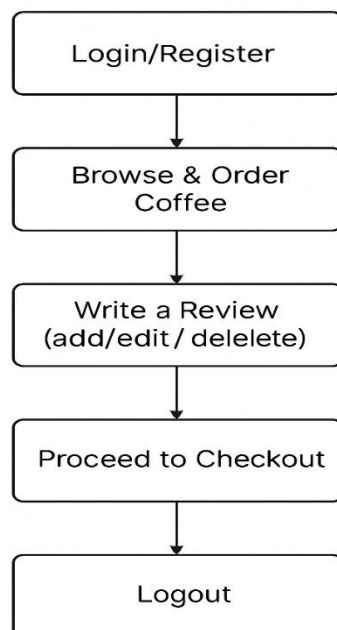 Login/Register
Browse & Order
Coffee
Write a Review
(add/edit / delelete)
Proceed to Checkout
Logout